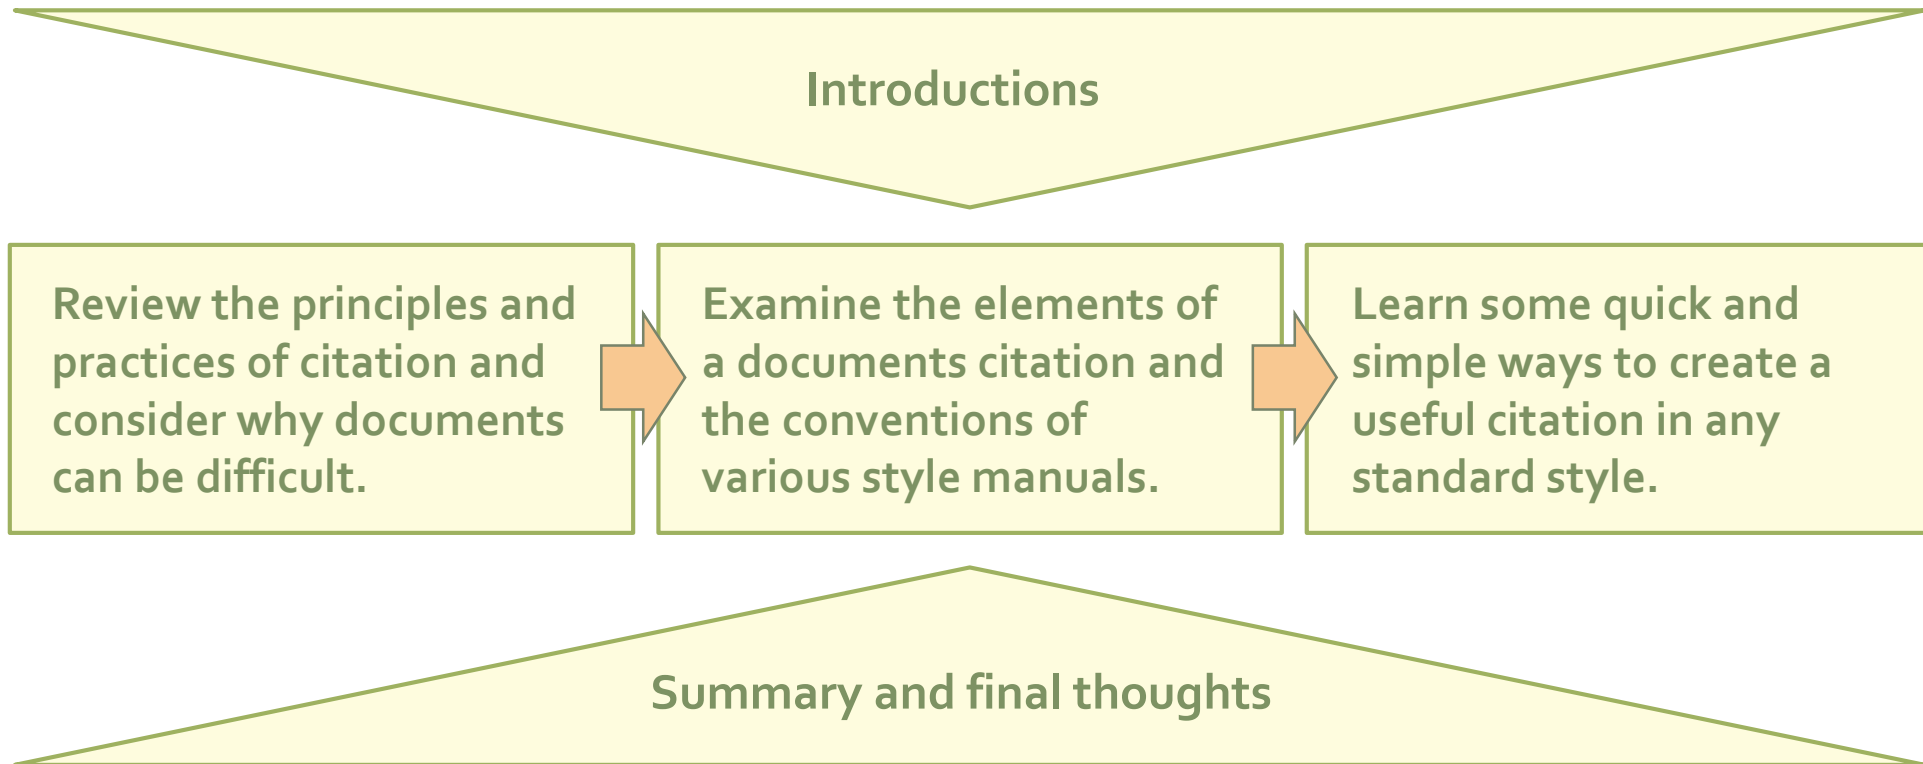 Introductions
Review the principles and
practices of citation and
consider why documents
can be difficult.
Examine the elements of
a documents citation and
the conventions of
various style manuals.
Learn some quick and
simple ways to create a
useful citation in any
standard style.
Summary and final thoughts